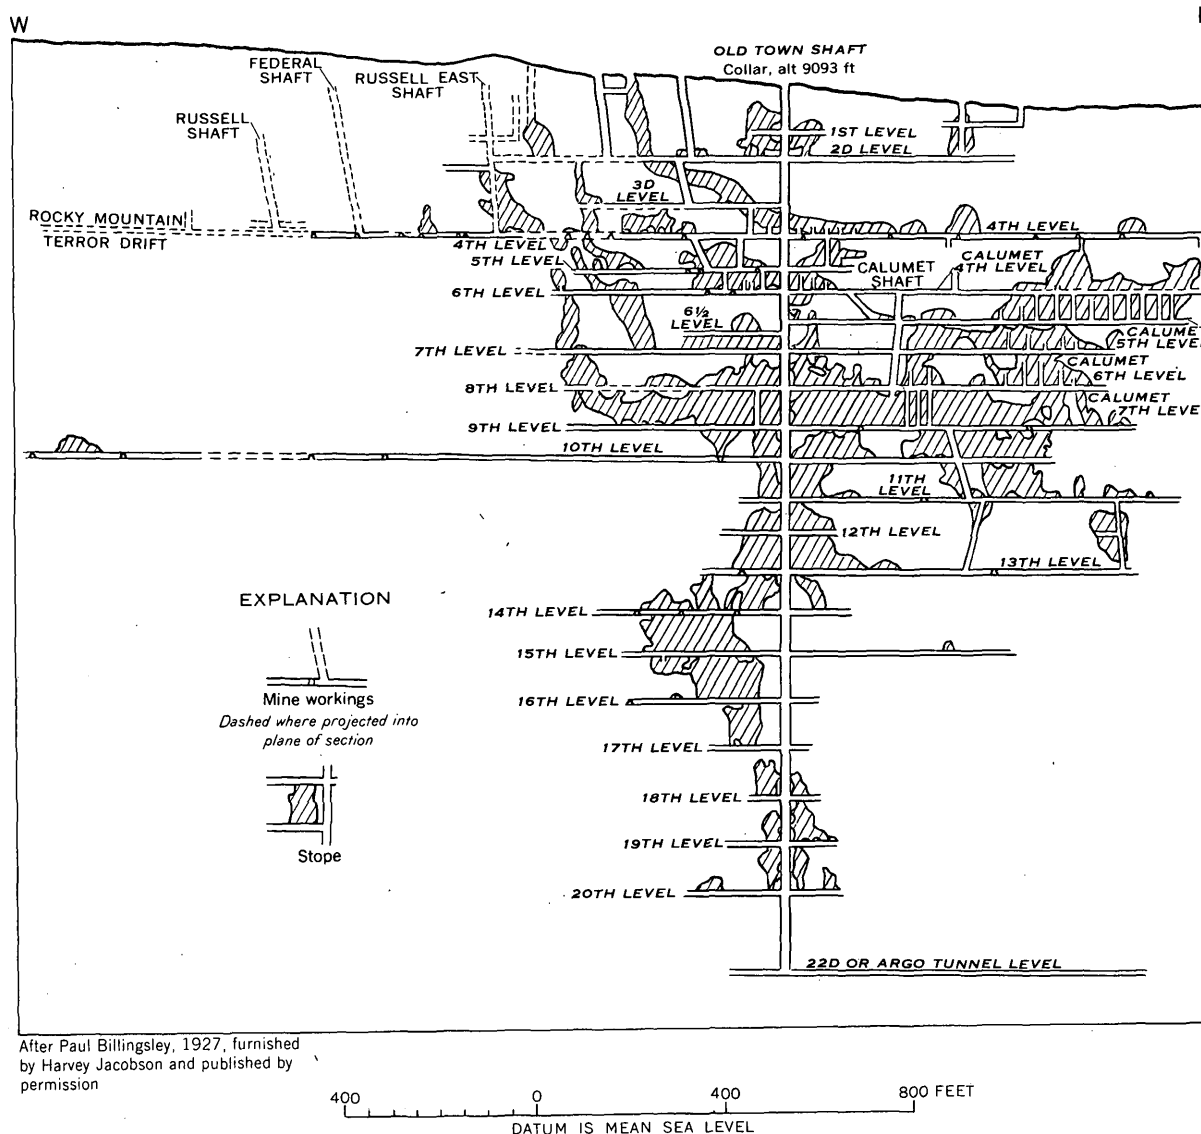 W
OLD TOWN SHAFT
Collar, alt 9093 ft
FEDERAL
SHAFT
RUSSELL EAST
SHAFT
RUSSELL
SHAFT
1ST LEVEL
2D LEVEL
3D
LEVEL
ROCKY MOUNTAIN
TERROR DRIFT
4TH LEVEL
4TH LEVEL
5TH LEVEL
CALUMET
SHAFT
CALUMET
4TH LEVEL
6TH LEVEL
6½
LEVEL
CALUME
5TH LEVEL
7TH LEVEL
CALUMET
6TH LEVEL
8TH LEVEL
CALUMET
7TH LEVE
9TH LEVEL
10TH LEVEL
11TH
LEVEL
12TH LEVEL
13TH LEVEL
EXPLANATION
14TH LEVEL
15TH LEVEL
Mine workings
Dashed where projected into
plane of section
16TH LEVEL
17TH LEVEL
18TH LEVEL
19TH LEVEL
Stope
20TH LEVEL
22D OR ARGO TUNNEL LEVEL
After Paul Billingsley, 1927, furnished
by Harvey Jacobson and published by
permission
400 0 400 800 FEET
DATUM IS MEAN SEA LEVEL